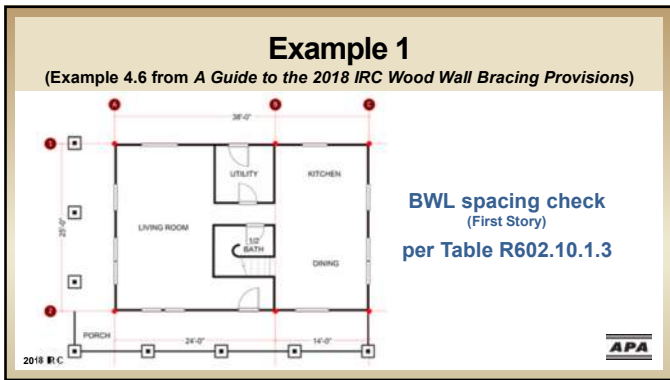 Example 1
(Example 4.6 from A Guide to the 2018 IRC Wood Wall Bracing Provisions)
A B C
38'-0"
1
UTILITY KITCHEN
25'-0"
LIVING ROOM
1/2
BATH
DINING
2
PORCH
24'-0" 14'-0"
BWL spacing check
(First Story)
per Table R602.10.1.3
2018 IRC
APA